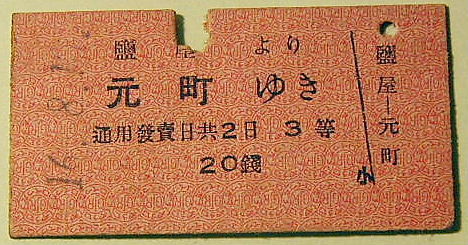 鹽屋より
元町ゆき
通用發賣日共2日 3等
20錢
鹽屋―元町
小